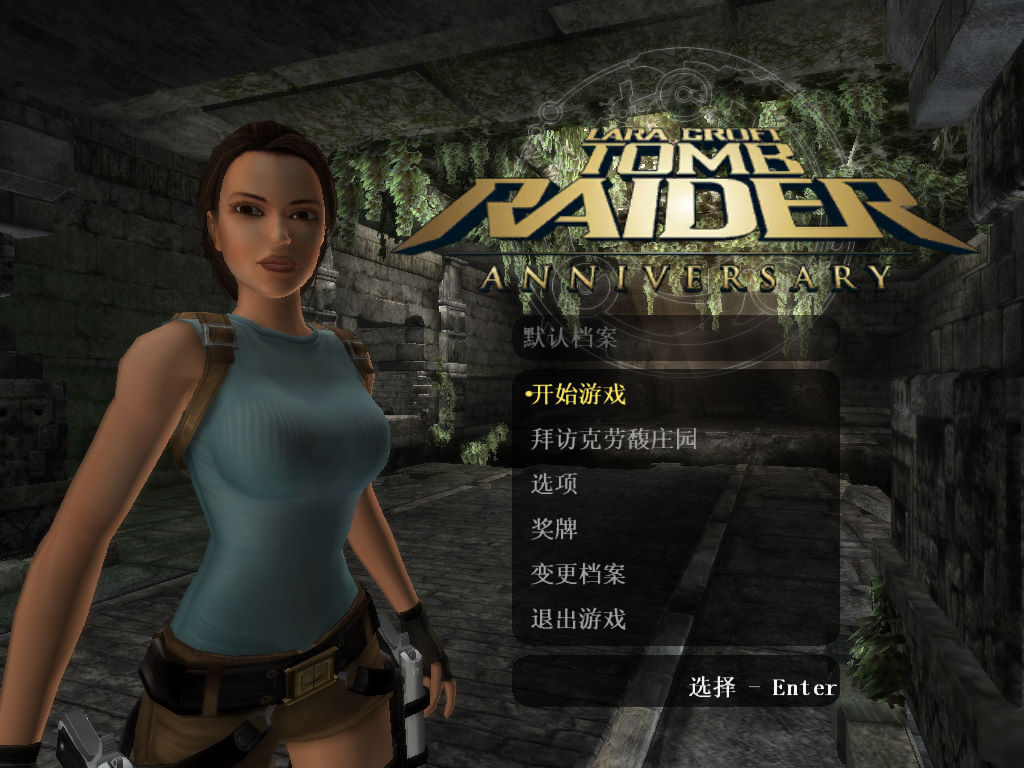 LARA CROFT
TOMB
RAIDER
ANNIVERSARY
默认档案
•开始游戏
拜访克劳馥庄园
选项
奖牌
变更档案
退出游戏
选择 - Enter